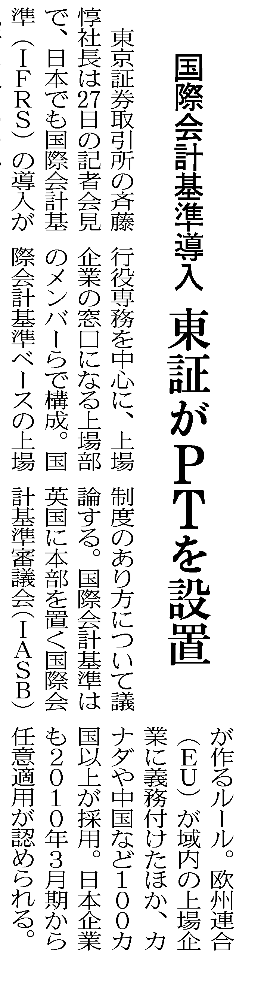 国際会計基準導入
東証がPTを設置
東京証券取引所の斉藤
惇社長は27日の記者会見
で、日本でも国際会計基
準（IFRS）の導入が
行役専務を中心に、上場
企業の窓口になる上場部
のメンバーらで構成。国
際会計基準ベースの上場
制度のあり方について議
論する。国際会計基準は
英国に本部を置く国際会
計基準審議会（IASB）
が作るルール。欧州連合
（EU）が域内の上場企
業に義務付けたほか、カ
ナダや中国など100カ
国以上が採用。日本企業
も2010年3月期から
任意適用が認められる。